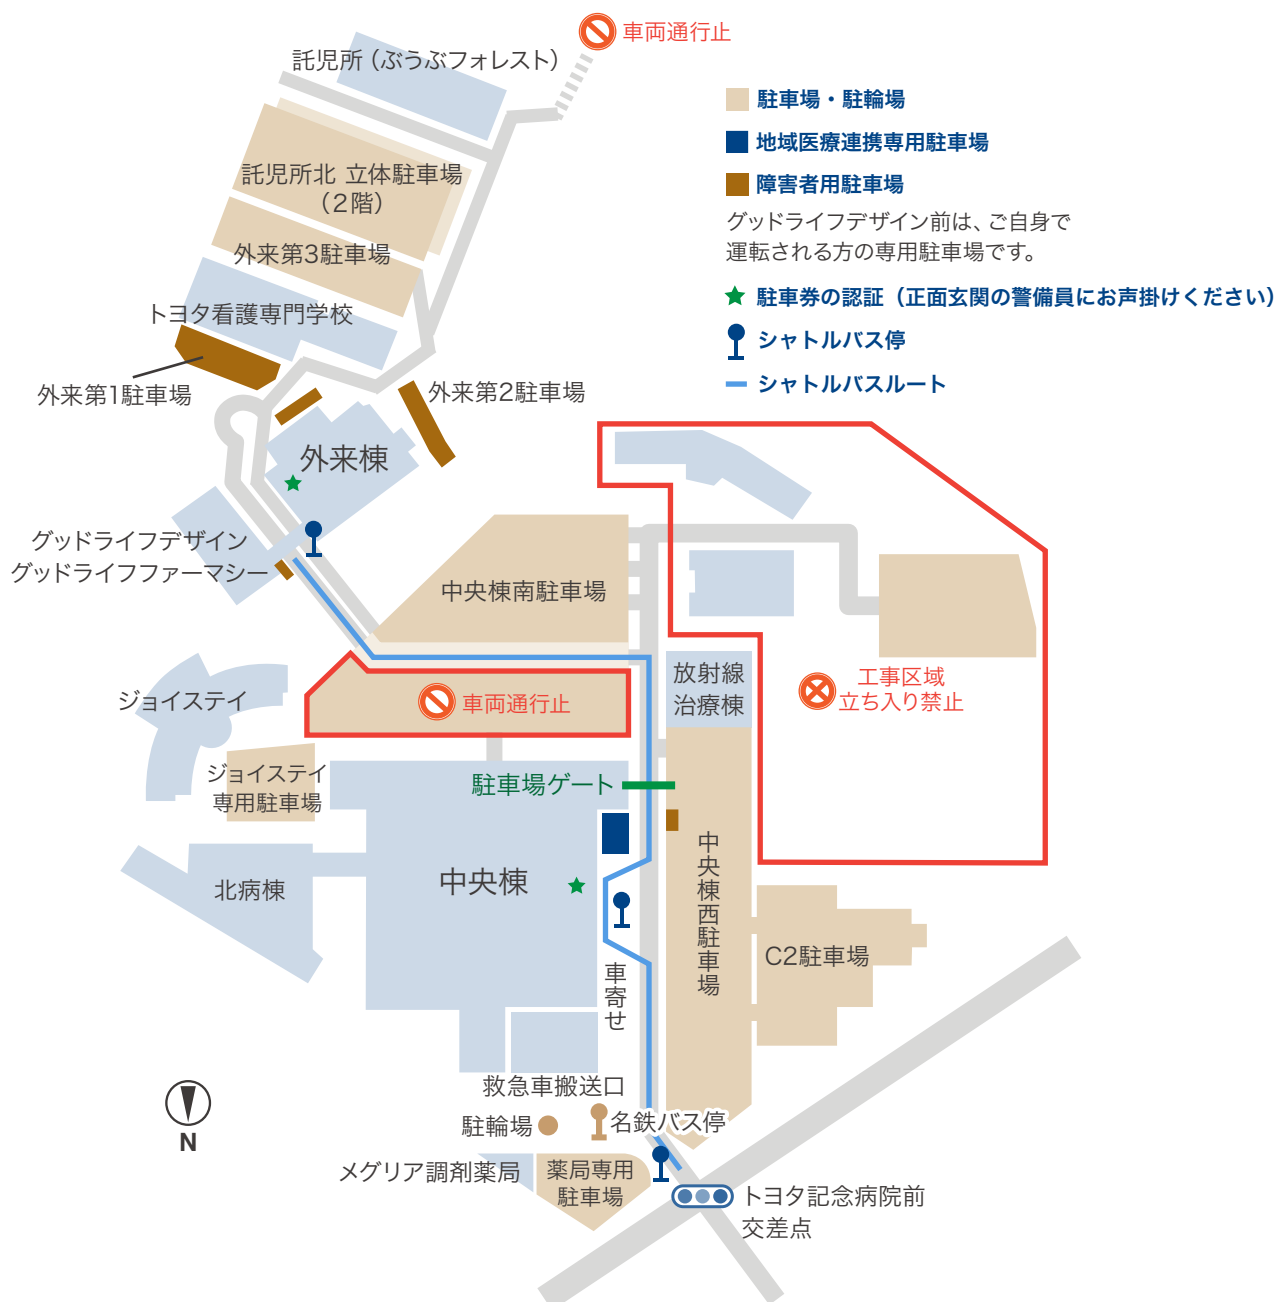 車両通行止
託児所（ぶうぶフォレスト）
駐車場・駐輪場
地域医療連携専用駐車場
障害者用駐車場
グッドライフデザイン前は、ご自身で
運転される方の専用駐車場です。
駐車券の認証（正面玄関の警備員にお声掛けください）
シャトルバス停
シャトルバスルート
託児所北 立体駐車場
（2階）
外来第3駐車場
トヨタ看護専門学校
外来第1駐車場
外来第2駐車場
外来棟
グッドライフデザイン
グッドライフファーマシー
中央棟南駐車場
放射線
治療棟
工事区域
立ち入り禁止
車両通行止
ジョイステイ
ジョイステイ
専用駐車場
駐車場ゲート
中央棟西駐車場
北病棟
中央棟
C2駐車場
車寄せ
救急車搬送口
駐輪場
名鉄バス停
N
メグリア調剤薬局
薬局専用
駐車場
トヨタ記念病院前
交差点